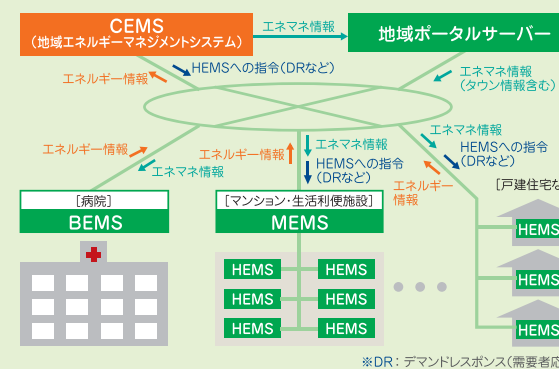 CEMS
（地域エネルギーマネジメントシステム）
エネマネ情報
地域ポータルサーバー
エネルギー情報
HEMSへの指令（DRなど）
エネマネ情報
（タウン情報含む）
エネルギー情報
エネマネ情報
エネルギー情報
エネマネ情報
HEMSへの指令
（DRなど）
エネマネ情報
HEMSへの指令
（DRなど）
エネルギー
情報
［病院］
BEMS
［マンション・生活利便施設］
MEMS
［戸建住宅な
HEMS
HEMS
HEMS
HEMS
HEMS
HEMS
HEMS
HEMS
HEMS
※DR：デマンドレスポンス（需要者応